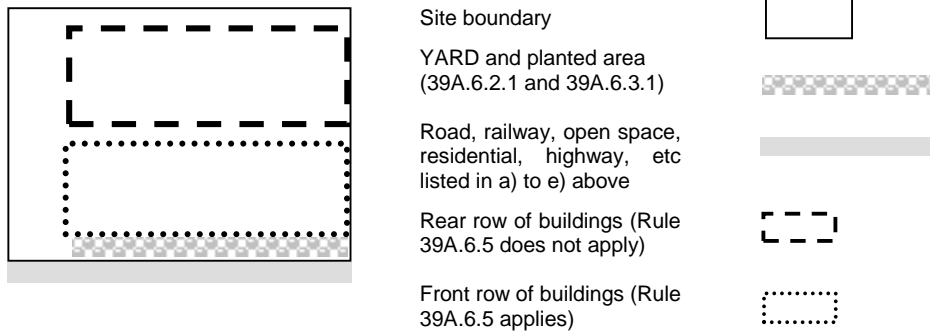 Site boundary
YARD and planted area
(39A.6.2.1 and 39A.6.3.1)
Road, railway, open space,
residential, highway, etc
listed in a) to e) above
Rear row of buildings (Rule
39A.6.5 does not apply)
Front row of buildings (Rule
39A.6.5 applies)